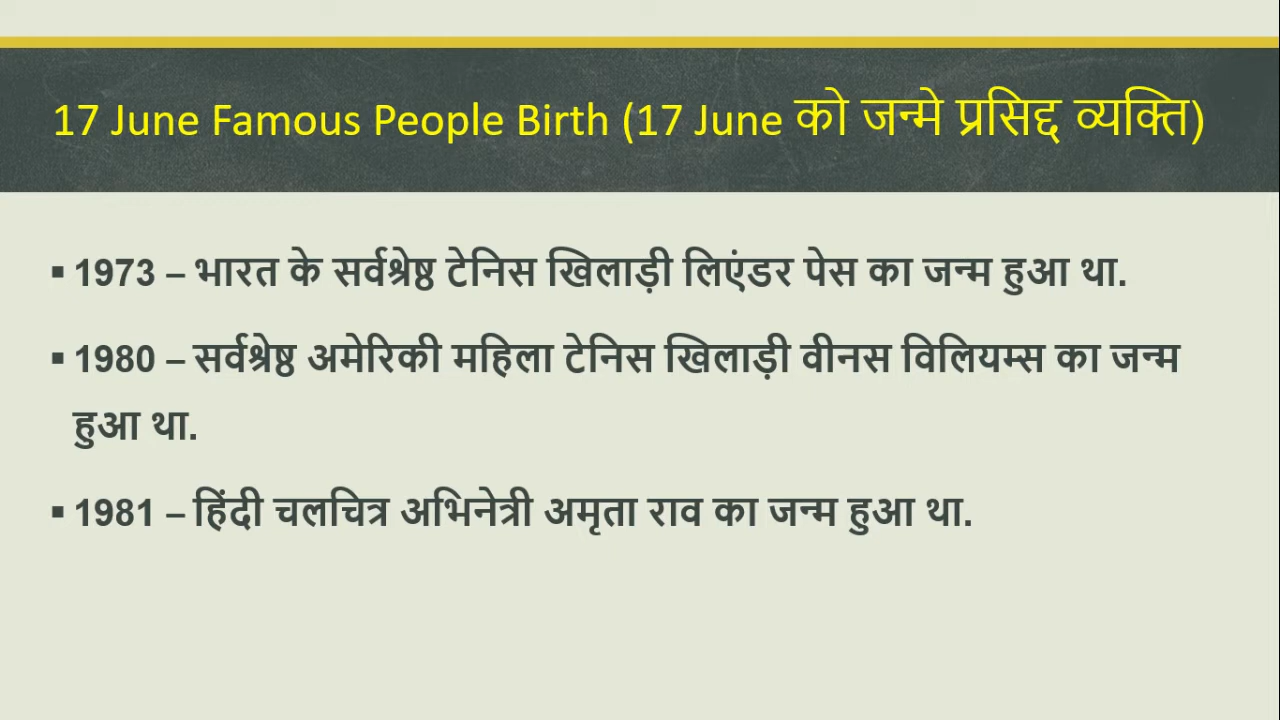 17 June Famous People Birth (17 June को जन्मे प्रसिद्द व्यक्ति)
▪ 1973 – भारत के सर्वश्रेष्ठ टेनिस खिलाड़ी लिएंडर पेस का जन्म हुआ था.
▪ 1980 – सर्वश्रेष्ठ अमेरिकी महिला टेनिस खिलाड़ी वीनस विलियम्स का जन्म
हुआ था.
▪ 1981 – हिंदी चलचित्र अभिनेत्री अमृता राव का जन्म हुआ था.